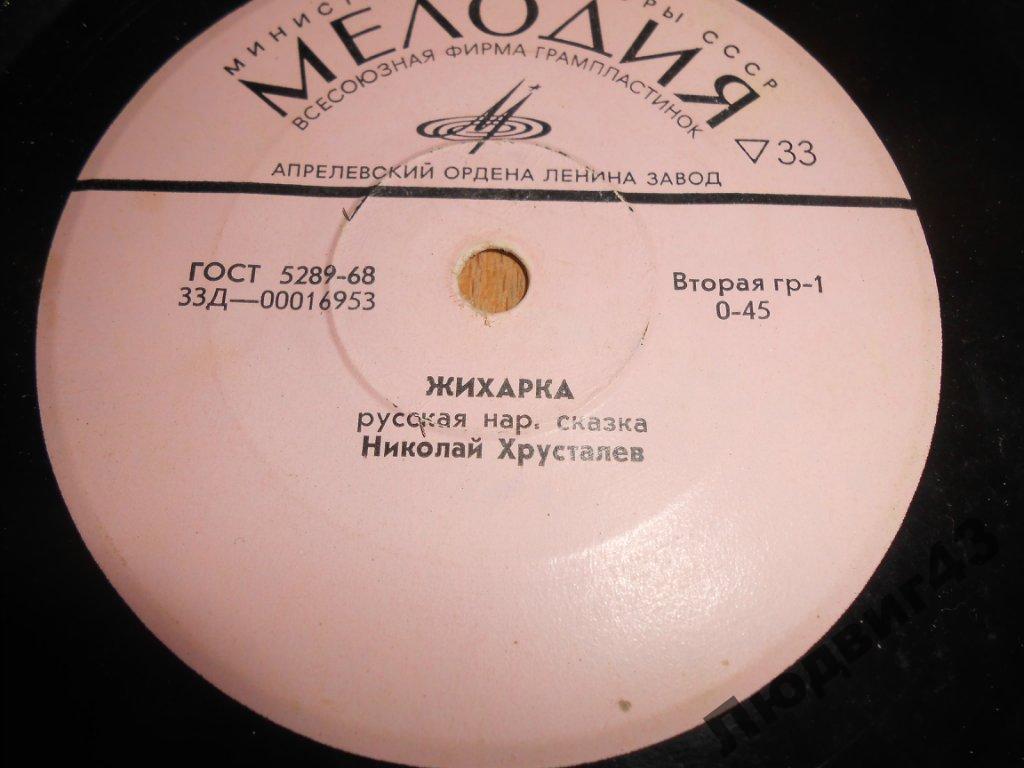 МИНИСТ УРЫ СССР
МЕЛОДИЯ
ВСЕСОЮЗНАЯ ФИРМА ГРАМПЛАСТИНОК
▽ 33
АПРЕЛЕВСКИЙ ОРДЕНА ЛЕНИНА ЗАВОД
ГОСТ 5289-68
33Д—00016953
Вторая гр-1
0-45
ЖИХАРКА
русская нар. сказка
Николай Хрусталев
Людвиг43